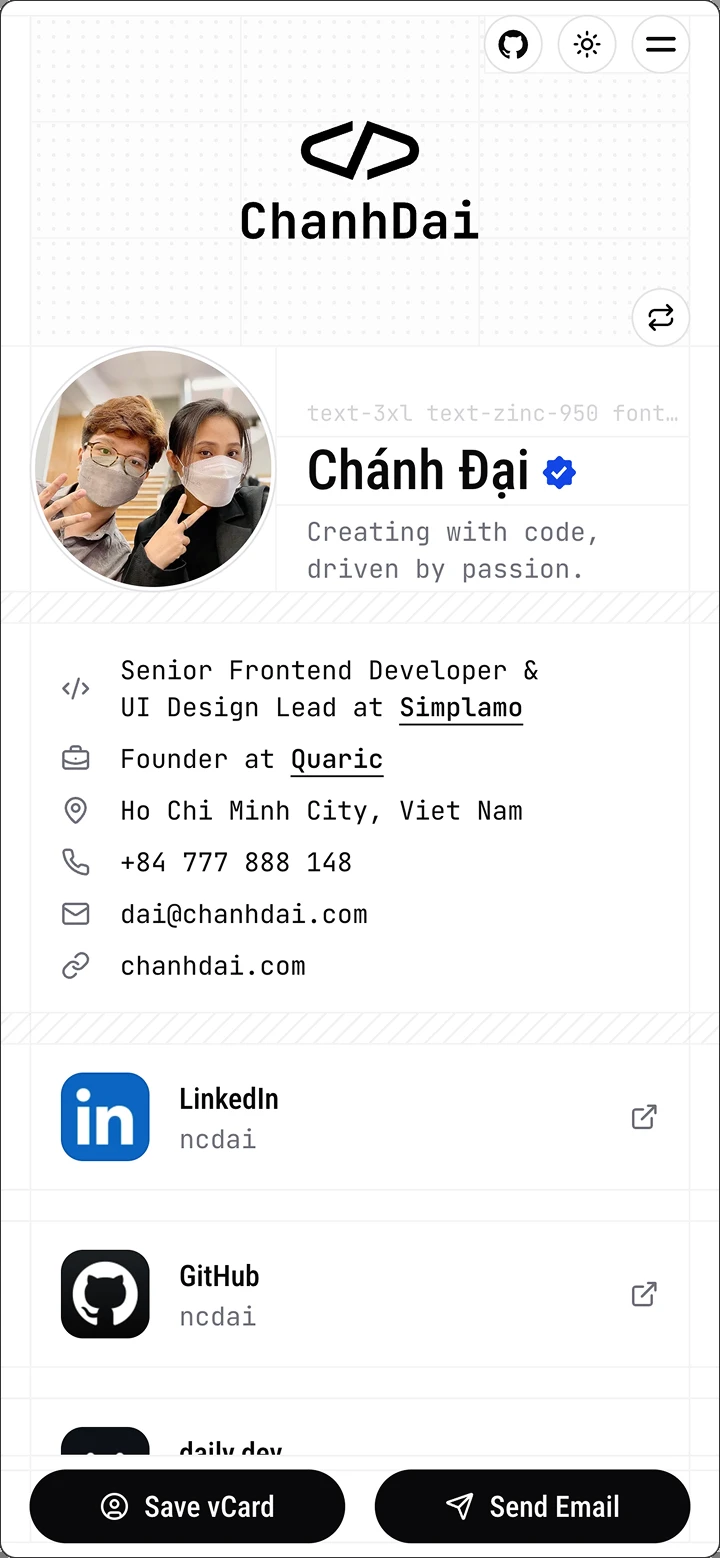 ChanhDai
text-3xl text-zinc-950 font…
Chánh Đại
Creating with code,
driven by passion.
Senior Frontend Developer &
UI Design Lead at Simplamo
Founder at Quaric
Ho Chi Minh City, Viet Nam
+84 777 888 148
dai@chanhdai.com
chanhdai.com
in
LinkedIn
ncdai
GitHub
ncdai
daily.dev
Save vCard
Send Email